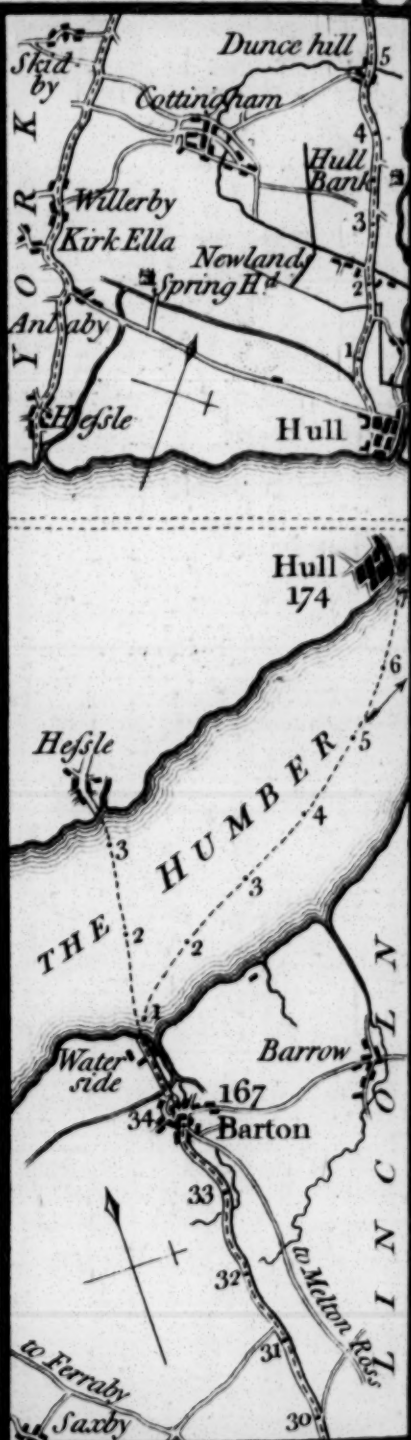 Dunce hill
5
Skid
by
Cottingham
4
Hull
Bank
3
Willerby
Kirk Ella
Newland
2
Spring Hd
Anlaby
1
Heſsle
Hull
YORK
Hull
174
7
6
5
Heſsle
THE HUMBER
4
3
3
2
2
1
Water
side
Barrow
167
34
Barton
33
32
to Melton Ross
31
30
to Ferraby
Saxby
LINCOZN